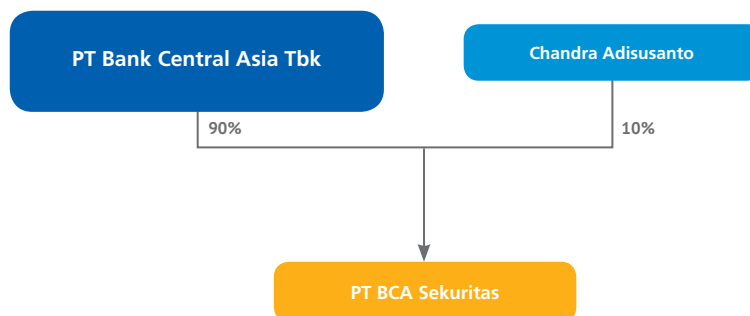 PT Bank Central Asia Tbk
Chandra Adisusanto
90%
10%
PT BCA Sekuritas